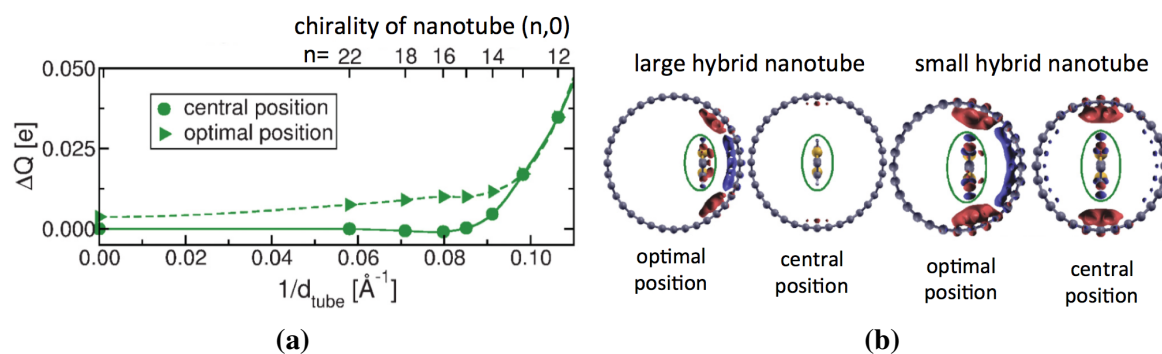 chirality of nanotube (n,0)
n= 22 18 16 14 12
0.050
0.025
0.000
ΔQ [e]
central position
optimal position
0.00 0.02 0.04 0.06 0.08 0.10
1/d_tube [Å⁻¹]
(a)
large hybrid nanotube
small hybrid nanotube
optimal position
central position
optimal position
central position
(b)